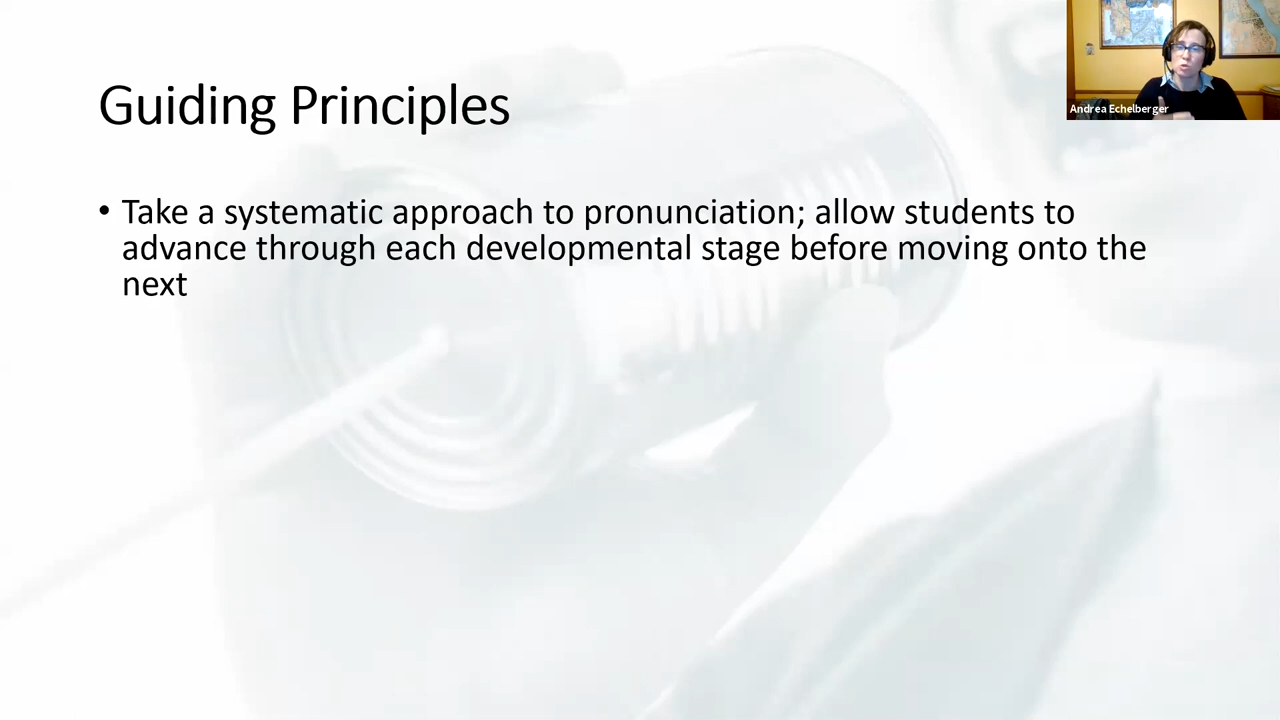 Guiding Principles
• Take a systematic approach to pronunciation; allow students to
advance through each developmental stage before moving onto the
next
Andrea Echelberger